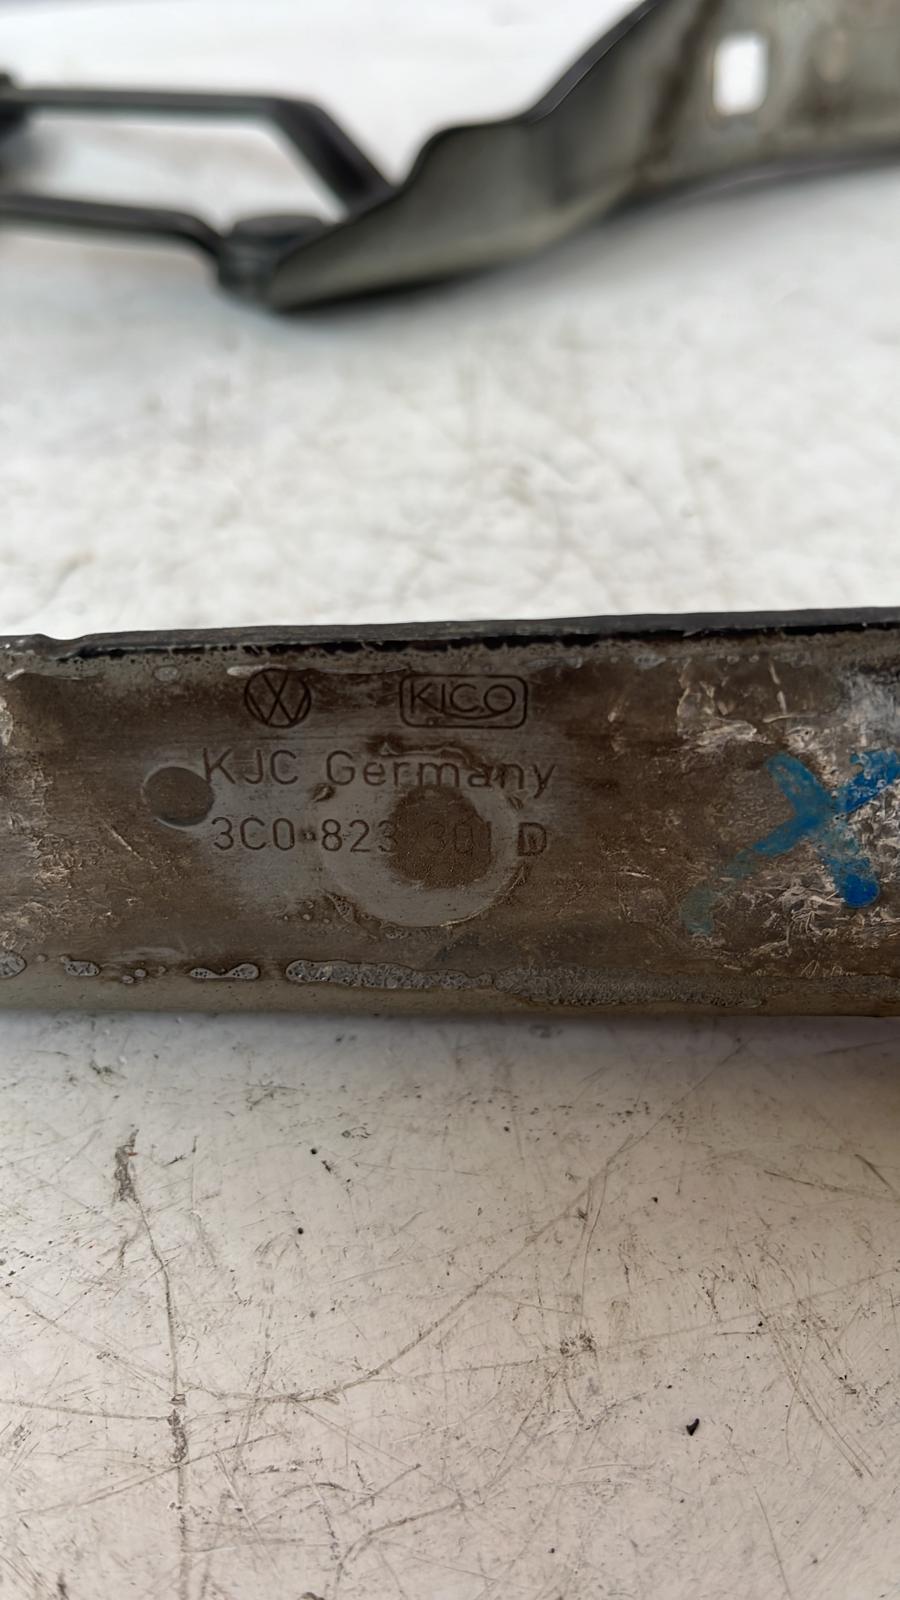 KICO
KJC Germany
3C0 823 301 D